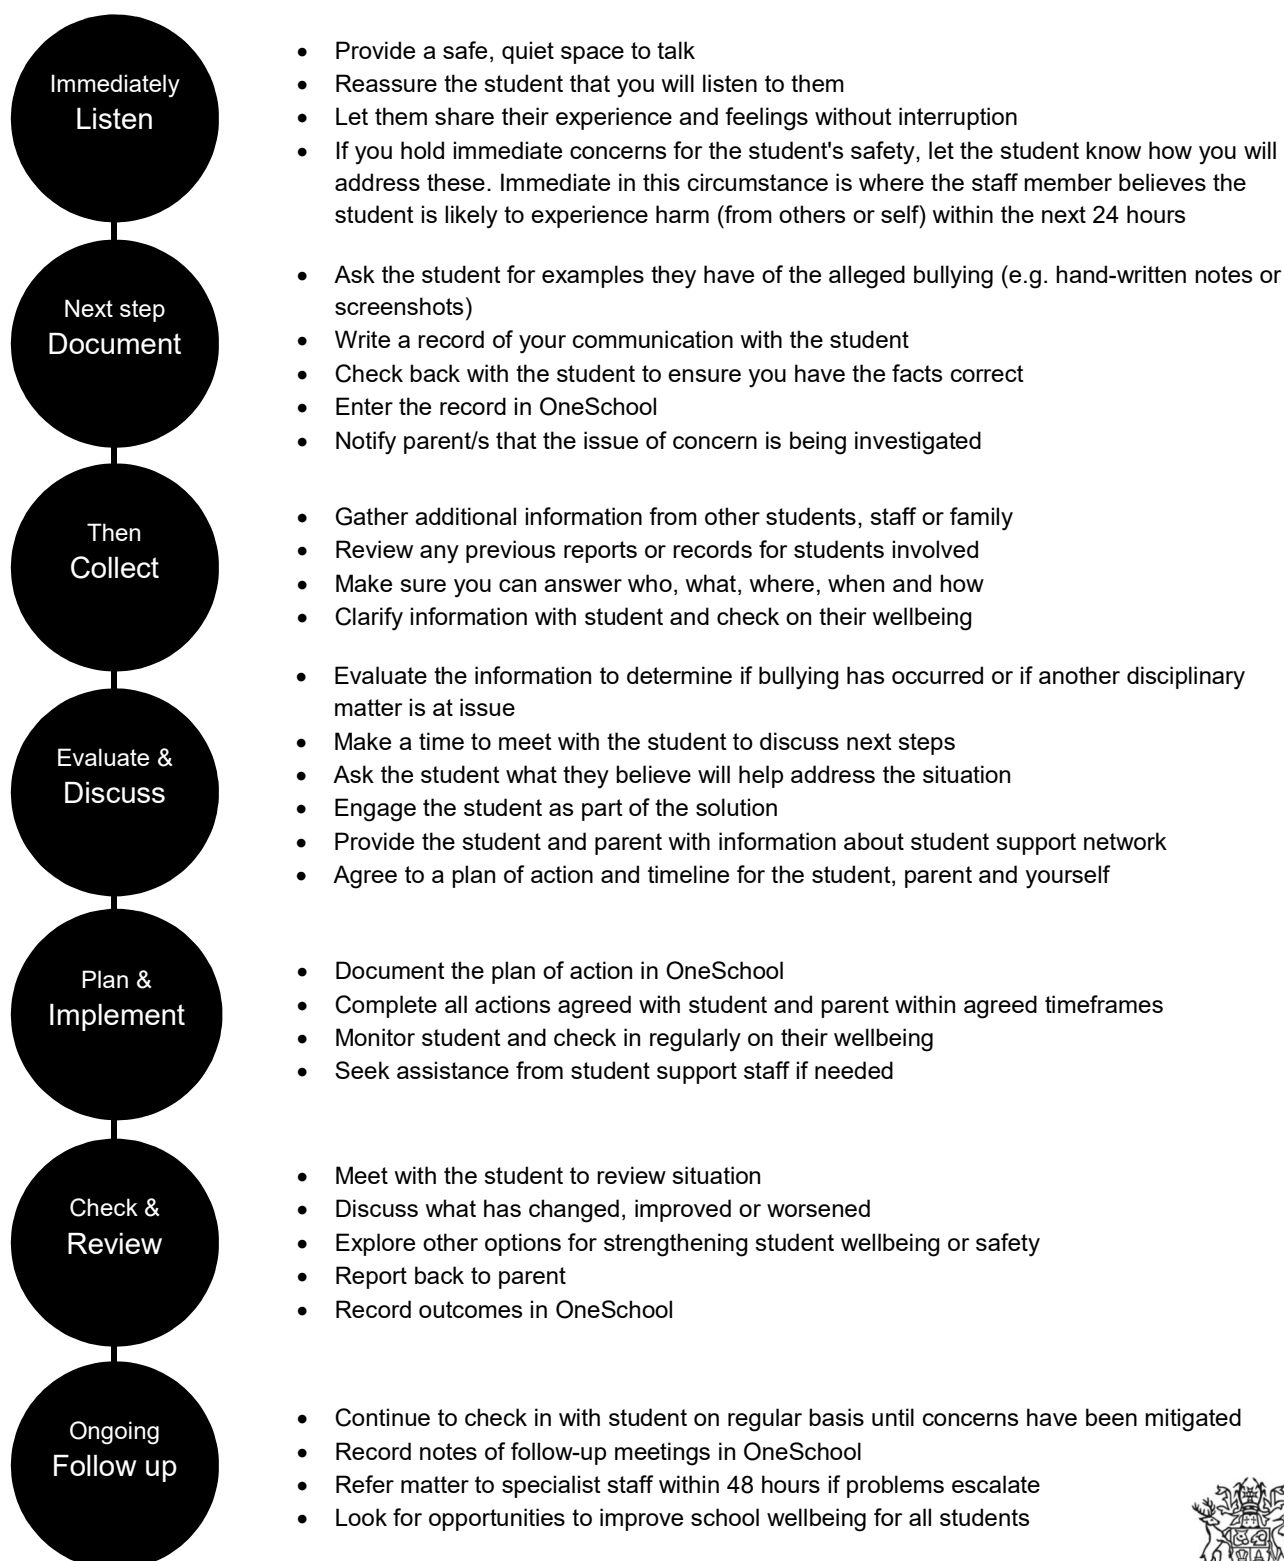 Immediately
Listen
• Provide a safe, quiet space to talk
• Reassure the student that you will listen to them
• Let them share their experience and feelings without interruption
• If you hold immediate concerns for the student's safety, let the student know how you will
address these. Immediate in this circumstance is where the staff member believes the
student is likely to experience harm (from others or self) within the next 24 hours
Next step
Document
• Ask the student for examples they have of the alleged bullying (e.g. hand-written notes or
screenshots)
• Write a record of your communication with the student
• Check back with the student to ensure you have the facts correct
• Enter the record in OneSchool
• Notify parent/s that the issue of concern is being investigated
Then
Collect
• Gather additional information from other students, staff or family
• Review any previous reports or records for students involved
• Make sure you can answer who, what, where, when and how
• Clarify information with student and check on their wellbeing
Evaluate &
Discuss
• Evaluate the information to determine if bullying has occurred or if another disciplinary
matter is at issue
• Make a time to meet with the student to discuss next steps
• Ask the student what they believe will help address the situation
• Engage the student as part of the solution
• Provide the student and parent with information about student support network
• Agree to a plan of action and timeline for the student, parent and yourself
Plan &
Implement
• Document the plan of action in OneSchool
• Complete all actions agreed with student and parent within agreed timeframes
• Monitor student and check in regularly on their wellbeing
• Seek assistance from student support staff if needed
Check &
Review
• Meet with the student to review situation
• Discuss what has changed, improved or worsened
• Explore other options for strengthening student wellbeing or safety
• Report back to parent
• Record outcomes in OneSchool
Ongoing
Follow up
• Continue to check in with student on regular basis until concerns have been mitigated
• Record notes of follow-up meetings in OneSchool
• Refer matter to specialist staff within 48 hours if problems escalate
• Look for opportunities to improve school wellbeing for all students